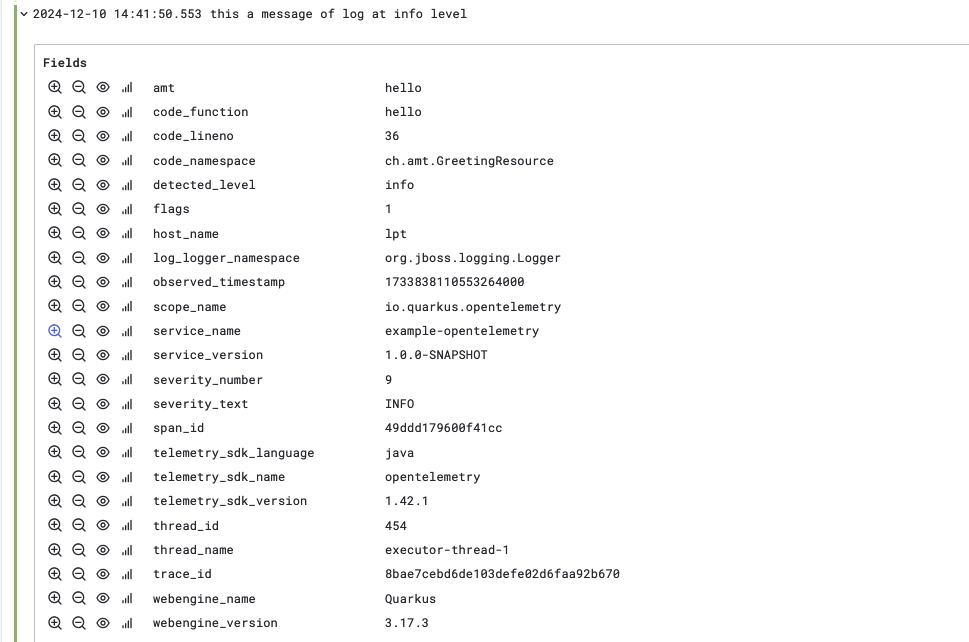 2024-12-10 14:41:50.553 this a message of log at info level
Fields
amt hello
code_function hello
code_lineno 36
code_namespace ch.amt.GreetingResource
detected_level info
flags 1
host_name lpt
log_logger_namespace org.jboss.logging.Logger
observed_timestamp 1733838110553264000
scope_name io.quarkus.opentelemetry
service_name example-opentelemetry
service_version 1.0.0-SNAPSHOT
severity_number 9
severity_text INFO
span_id 49ddd179600f41cc
telemetry_sdk_language java
telemetry_sdk_name opentelemetry
telemetry_sdk_version 1.42.1
thread_id 454
thread_name executor-thread-1
trace_id 8bae7cebd6de103defe02d6faa92b670
webengine_name Quarkus
webengine_version 3.17.3